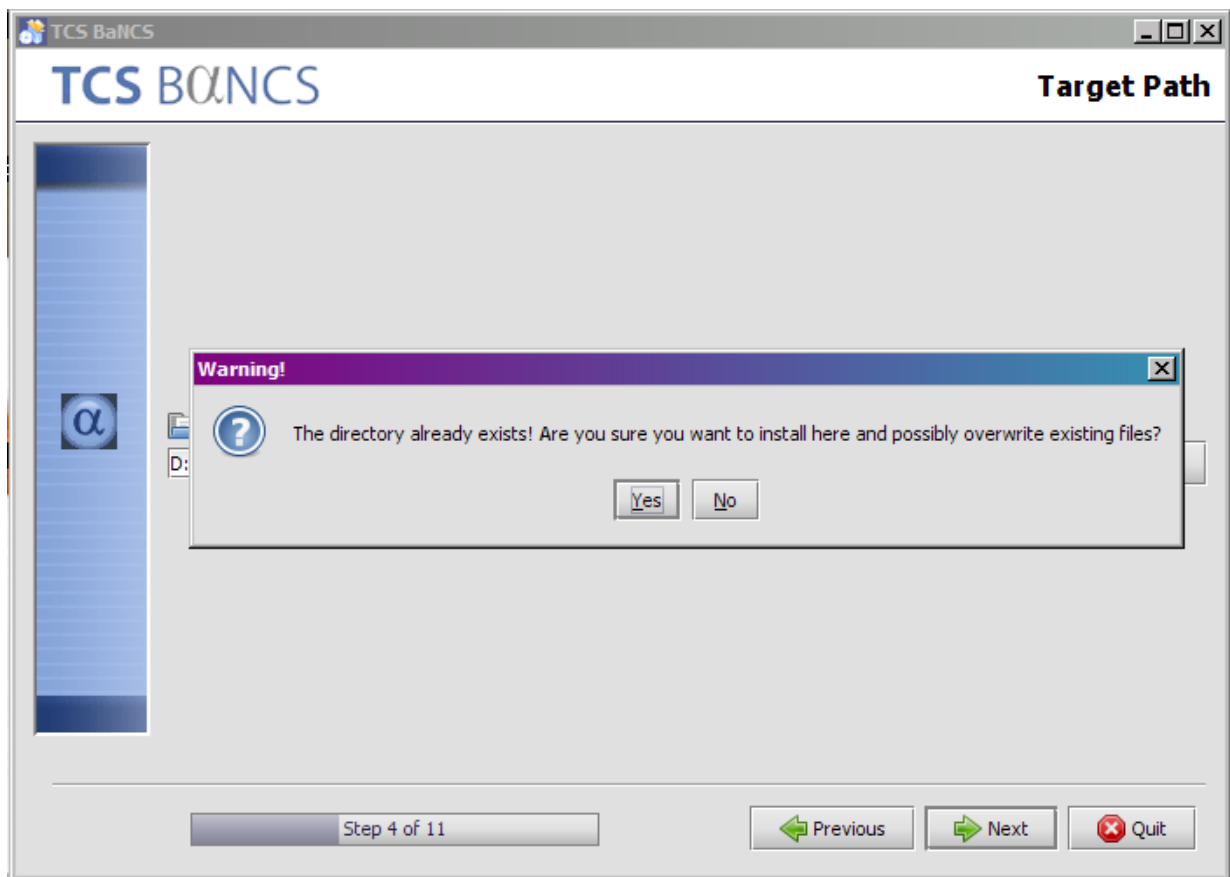 TCS BaNCS
TCS BαNCS
Target Path
Warning!
α
The directory already exists! Are you sure you want to install here and possibly overwrite existing files?
D:
Yes
No
Step 4 of 11
Previous
Next
Quit